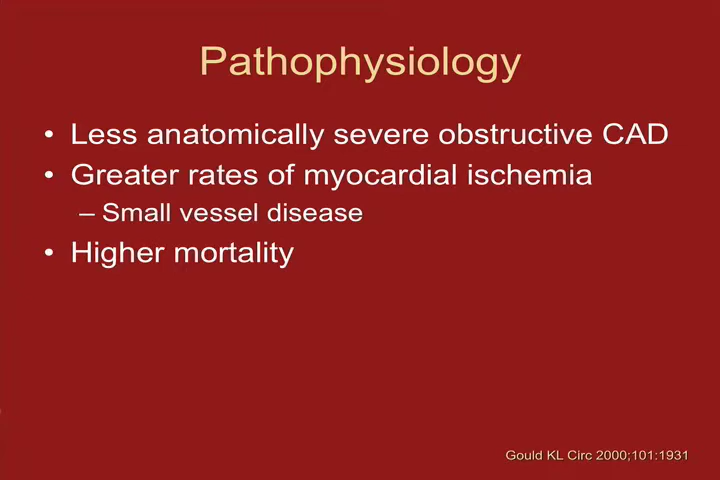 Pathophysiology
• Less anatomically severe obstructive CAD
• Greater rates of myocardial ischemia
– Small vessel disease
• Higher mortality
Gould KL Circ 2000;101:1931